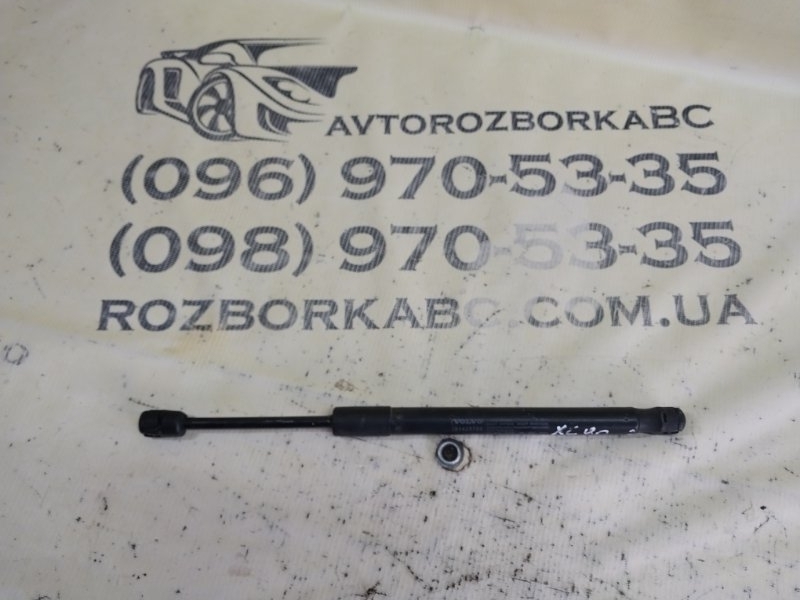 AVTOROZBORKABC
(096) 970-53-35
(098) 970-53-35
ROZBORKABC.COM.UA
VOLVO